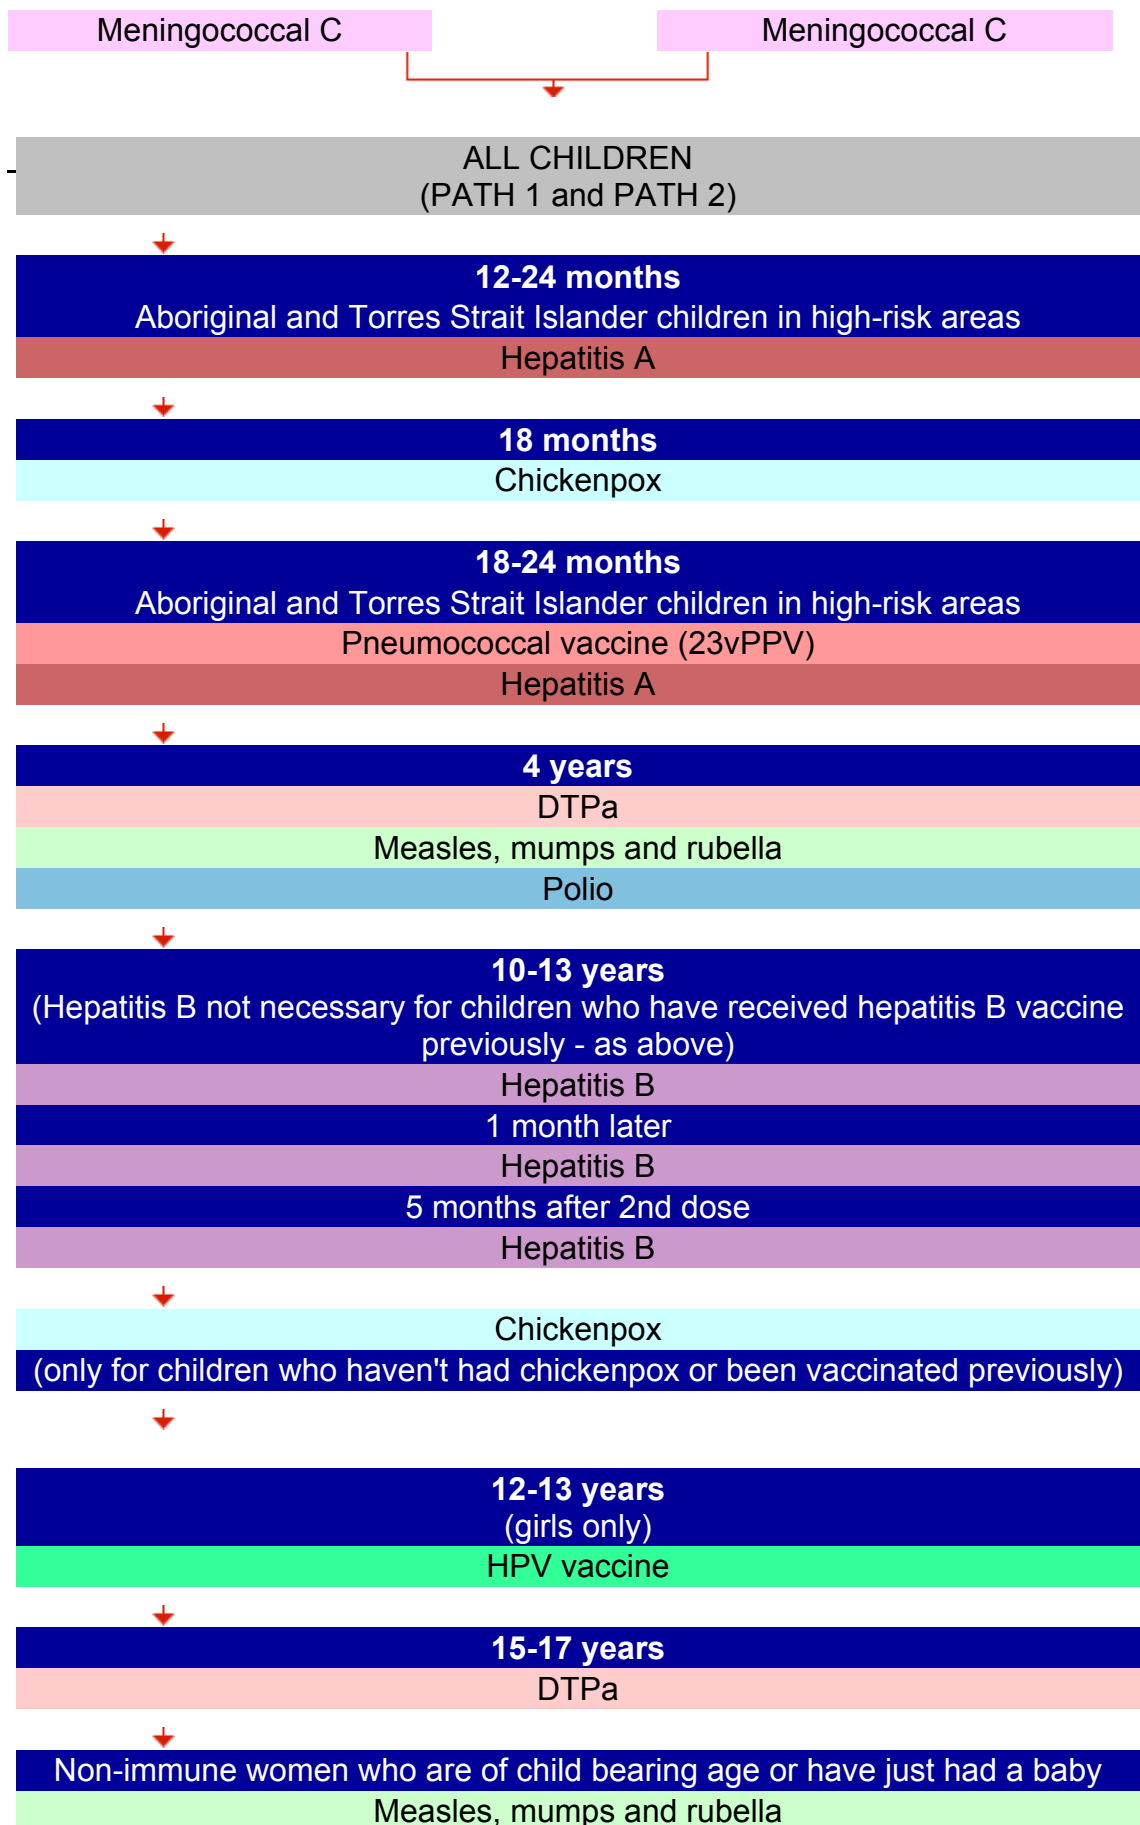 Meningococcal C
Meningococcal C
ALL CHILDREN
(PATH 1 and PATH 2)
12-24 months
Aboriginal and Torres Strait Islander children in high-risk areas
Hepatitis A
18 months
Chickenpox
18-24 months
Aboriginal and Torres Strait Islander children in high-risk areas
Pneumococcal vaccine (23vPPV)
Hepatitis A
4 years
DTPa
Measles, mumps and rubella
Polio
10-13 years
(Hepatitis B not necessary for children who have received hepatitis B vaccine
previously - as above)
Hepatitis B
1 month later
Hepatitis B
5 months after 2nd dose
Hepatitis B
Chickenpox
(only for children who haven't had chickenpox or been vaccinated previously)
12-13 years
(girls only)
HPV vaccine
15-17 years
DTPa
Non-immune women who are of child bearing age or have just had a baby
Measles, mumps and rubella